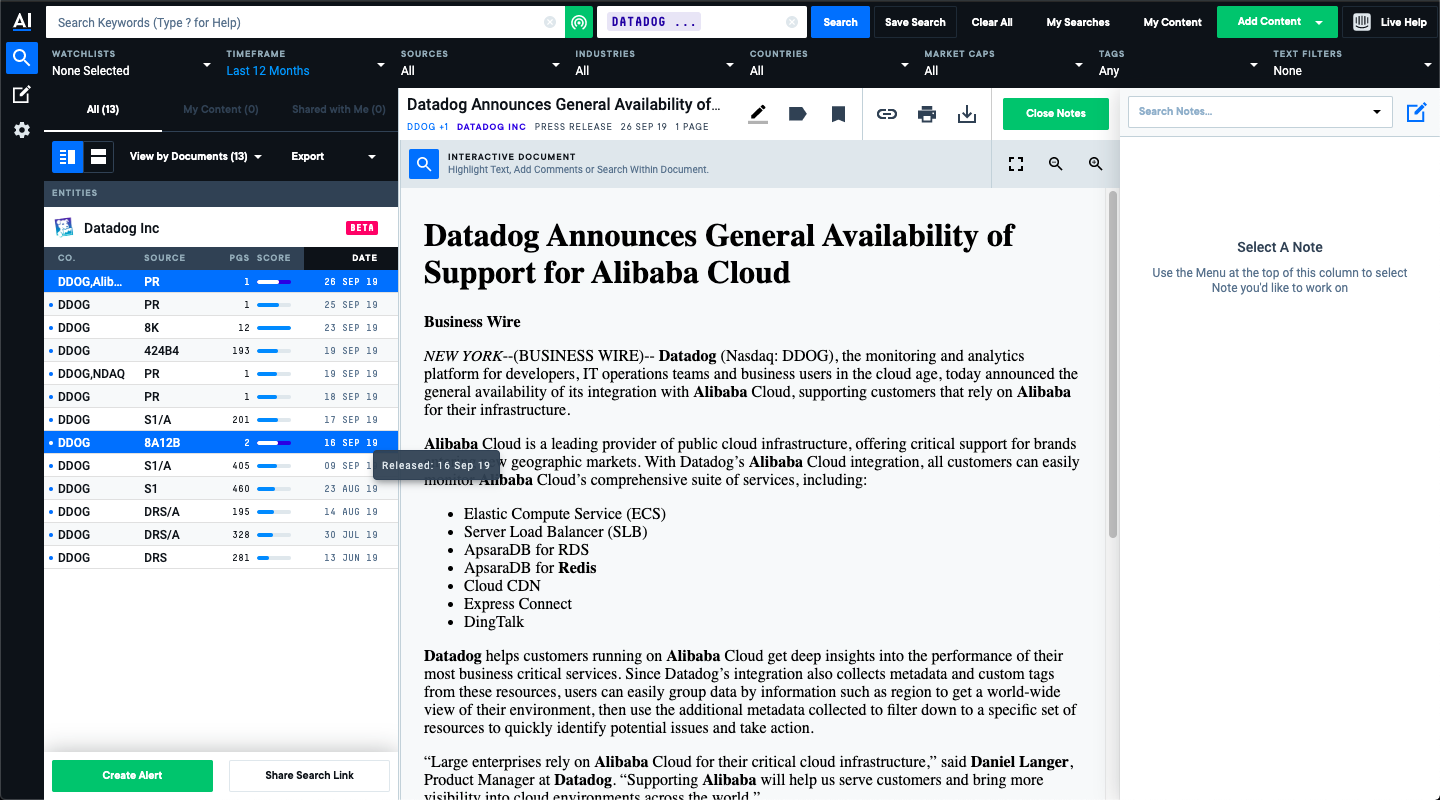 AI
Search Keywords (Type ? for Help)
DATADOG ...
Search
Save Search
Clear All
My Searches
My Content
Add Content
Live Help
WATCHLISTS
None Selected
TIMEFRAME
Last 12 Months
SOURCES
All
INDUSTRIES
All
COUNTRIES
All
MARKET CAPS
All
TAGS
Any
TEXT FILTERS
None
All (13)
My Content (0)
Shared with Me (0)
View by Documents (13)
Export
ENTITIES
Datadog Inc
BETA
CO. SOURCE PGS SCORE DATE
DDOG,Alib... PR 1 26 SEP 19
DDOG PR 1 25 SEP 19
DDOG 8K 12 23 SEP 19
DDOG 424B4 193 19 SEP 19
DDOG,NDAQ PR 1 19 SEP 19
DDOG PR 1 18 SEP 19
DDOG S1/A 201 17 SEP 19
DDOG 8A12B 2 16 SEP 19
DDOG S1/A 405 09 SEP
DDOG S1 460 23 AUG 19
DDOG DRS/A 195 14 AUG 19
DDOG DRS/A 328 30 JUL 19
DDOG DRS 281 13 JUN 19
Released: 16 Sep 19
Create Alert
Share Search Link
Datadog Announces General Availability of...
DDOG +1 DATADOG INC PRESS RELEASE 26 SEP 19 1 PAGE
Close Notes
INTERACTIVE DOCUMENT
Highlight Text, Add Comments or Search Within Document.
Datadog Announces General Availability of
Support for Alibaba Cloud
Business Wire
NEW YORK--(BUSINESS WIRE)-- Datadog (Nasdaq: DDOG), the monitoring and analytics
platform for developers, IT operations teams and business users in the cloud age, today announced the
general availability of its integration with Alibaba Cloud, supporting customers that rely on Alibaba
for their infrastructure.
Alibaba Cloud is a leading provider of public cloud infrastructure, offering critical support for brands
geographic markets. With Datadog’s Alibaba Cloud integration, all customers can easily
monitor Alibaba Cloud’s comprehensive suite of services, including:
• Elastic Compute Service (ECS)
• Server Load Balancer (SLB)
• ApsaraDB for RDS
• ApsaraDB for Redis
• Cloud CDN
• Express Connect
• DingTalk
Datadog helps customers running on Alibaba Cloud get deep insights into the performance of their
most business critical services. Since Datadog’s integration also collects metadata and custom tags
from these resources, users can easily group data by information such as region to get a world-wide
view of their environment, then use the additional metadata collected to filter down to a specific set of
resources to quickly identify potential issues and take action.
“Large enterprises rely on Alibaba Cloud for their critical cloud infrastructure,” said Daniel Langer,
Product Manager at Datadog. “Supporting Alibaba will help us serve customers and bring more
visibility into cloud environments across the world.”
Search Notes...
Select A Note
Use the Menu at the top of this column to select
Note you'd like to work on